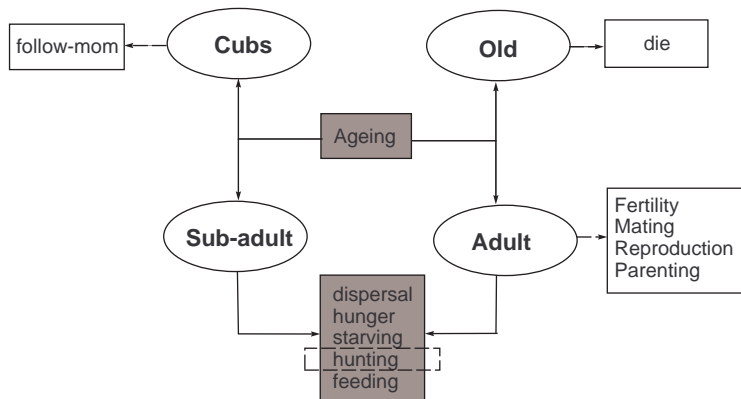 follow-mom
Cubs
Old
die
Ageing
Sub-adult
Adult
Fertility
Mating
Reproduction
Parenting
dispersal
hunger
starving
hunting
feeding